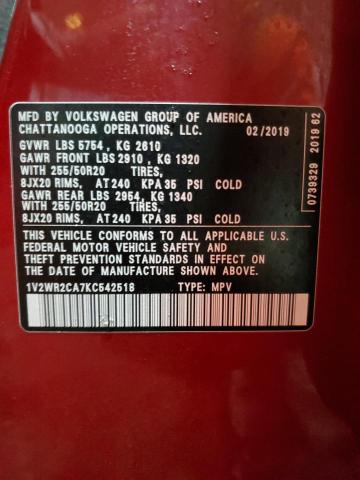 MFD BY VOLKSWAGEN GROUP OF AMERICA
CHATTANOOGA OPERATIONS, LLC. 02/2019
GVWR LBS 5754 , KG 2610
GAWR FRONT LBS 2910 , KG 1320
WITH 255/50R20 TIRES,
8JX20 RIMS, AT 240 KPA 35 PSI COLD
GAWR REAR LBS 2954 , KG 1340
WITH 255/50R20 TIRES,
8JX20 RIMS, AT 240 KPA 35 PSI COLD
THIS VEHICLE CONFORMS TO ALL APPLICABLE U.S.
FEDERAL MOTOR VEHICLE SAFETY AND
THEFT PREVENTION STANDARDS IN EFFECT ON
THE DATE OF MANUFACTURE SHOWN ABOVE.
1V2WR2CA7KC542518 TYPE: MPV
0739329 2019 62